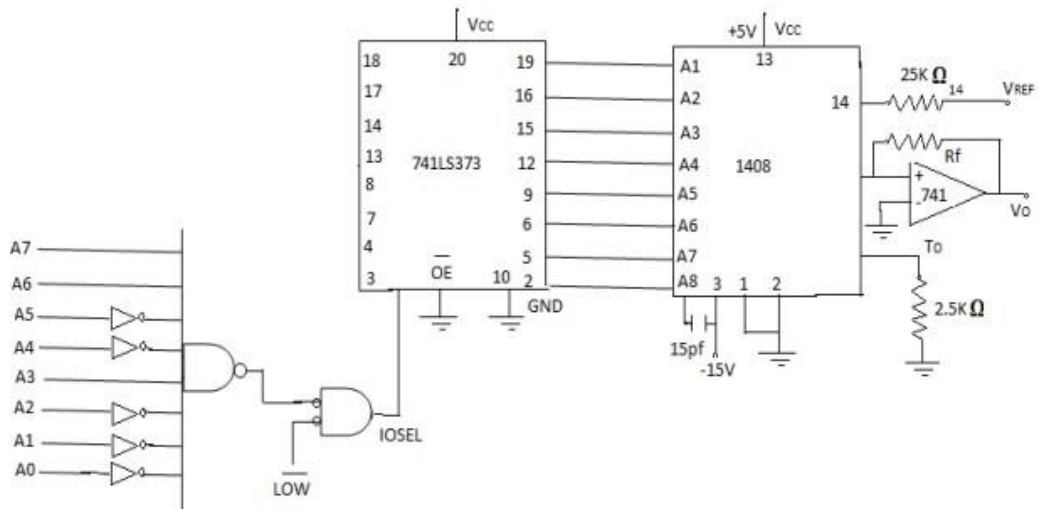 Vcc
+5V Vcc
18 20 19 A1 13
17 16 A2 14 25K Ω 14 VREF
14 15 A3
13 741LS373 12 A4 1408 Rf
8 9 A5 + 741 -
7 6 A6 Vo
4 5 A7 To
3 OE 10 2 A8 3 1 2
GND
2.5K Ω
15pf
-15V
A7
A6
A5
A4
A3
A2
A1
A0
IOSEL
LOW